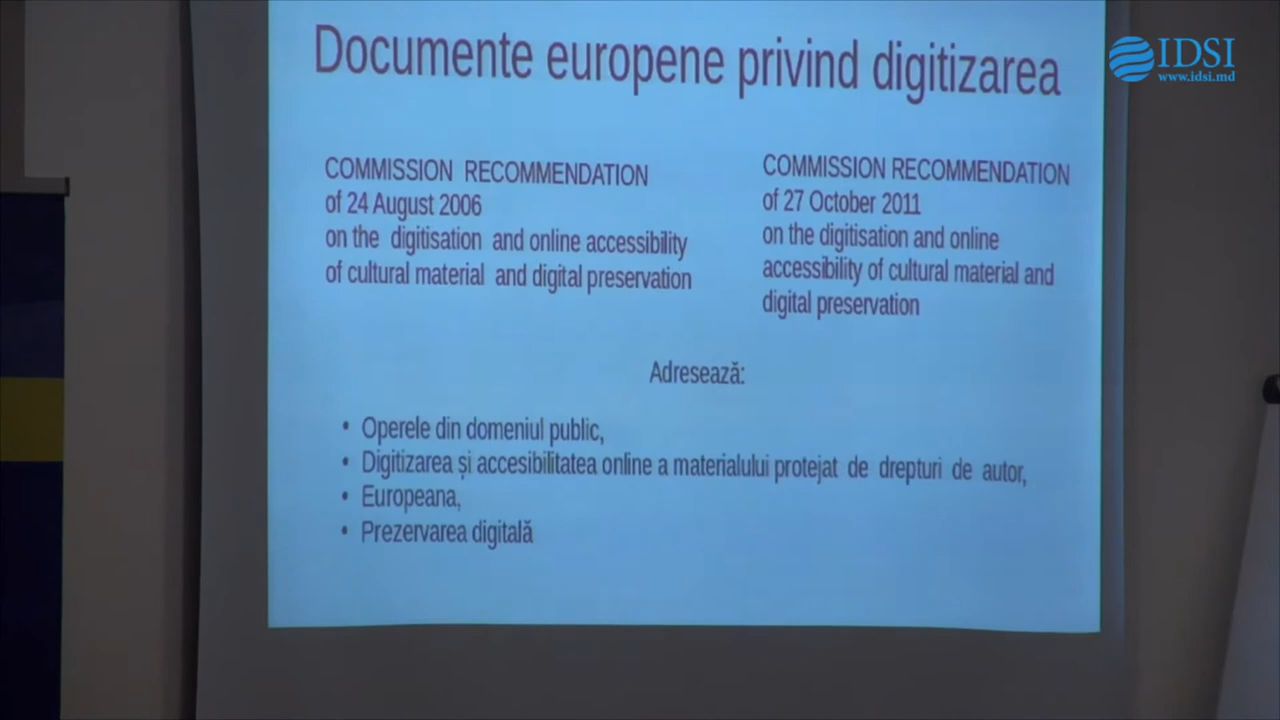 Documente europene privind digitizarea
IDSI
www.idsi.md
COMMISSION RECOMMENDATION
of 24 August 2006
on the digitisation and online accessibility
of cultural material and digital preservation
COMMISSION RECOMMENDATION
of 27 October 2011
on the digitisation and online
accessibility of cultural material and
digital preservation
Adresează:
• Operele din domeniul public,
• Digitizarea și accesibilitatea online a materialului protejat de drepturi de autor,
• Europeana,
• Prezervarea digitală